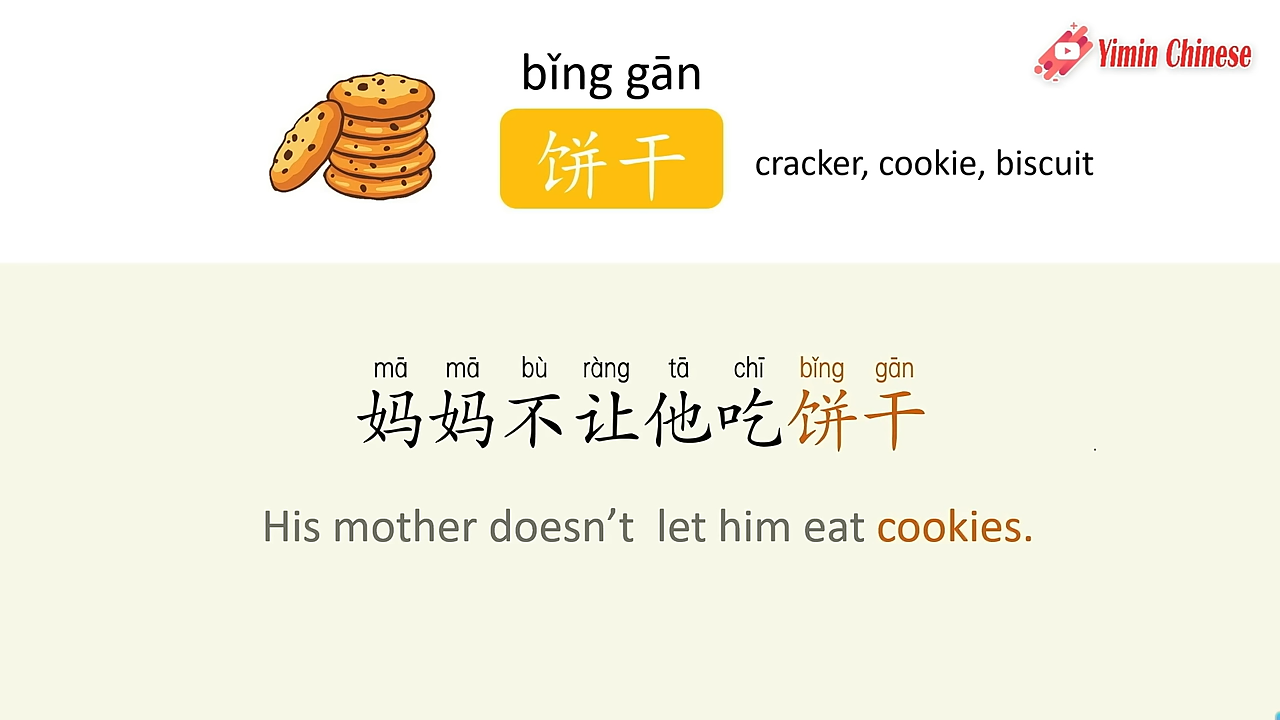 Yimin Chinese
bǐng gān
饼干
cracker, cookie, biscuit
mā mā bù ràng tā chī bǐng gān
妈妈不让他吃饼干
His mother doesn’t  let him eat cookies.